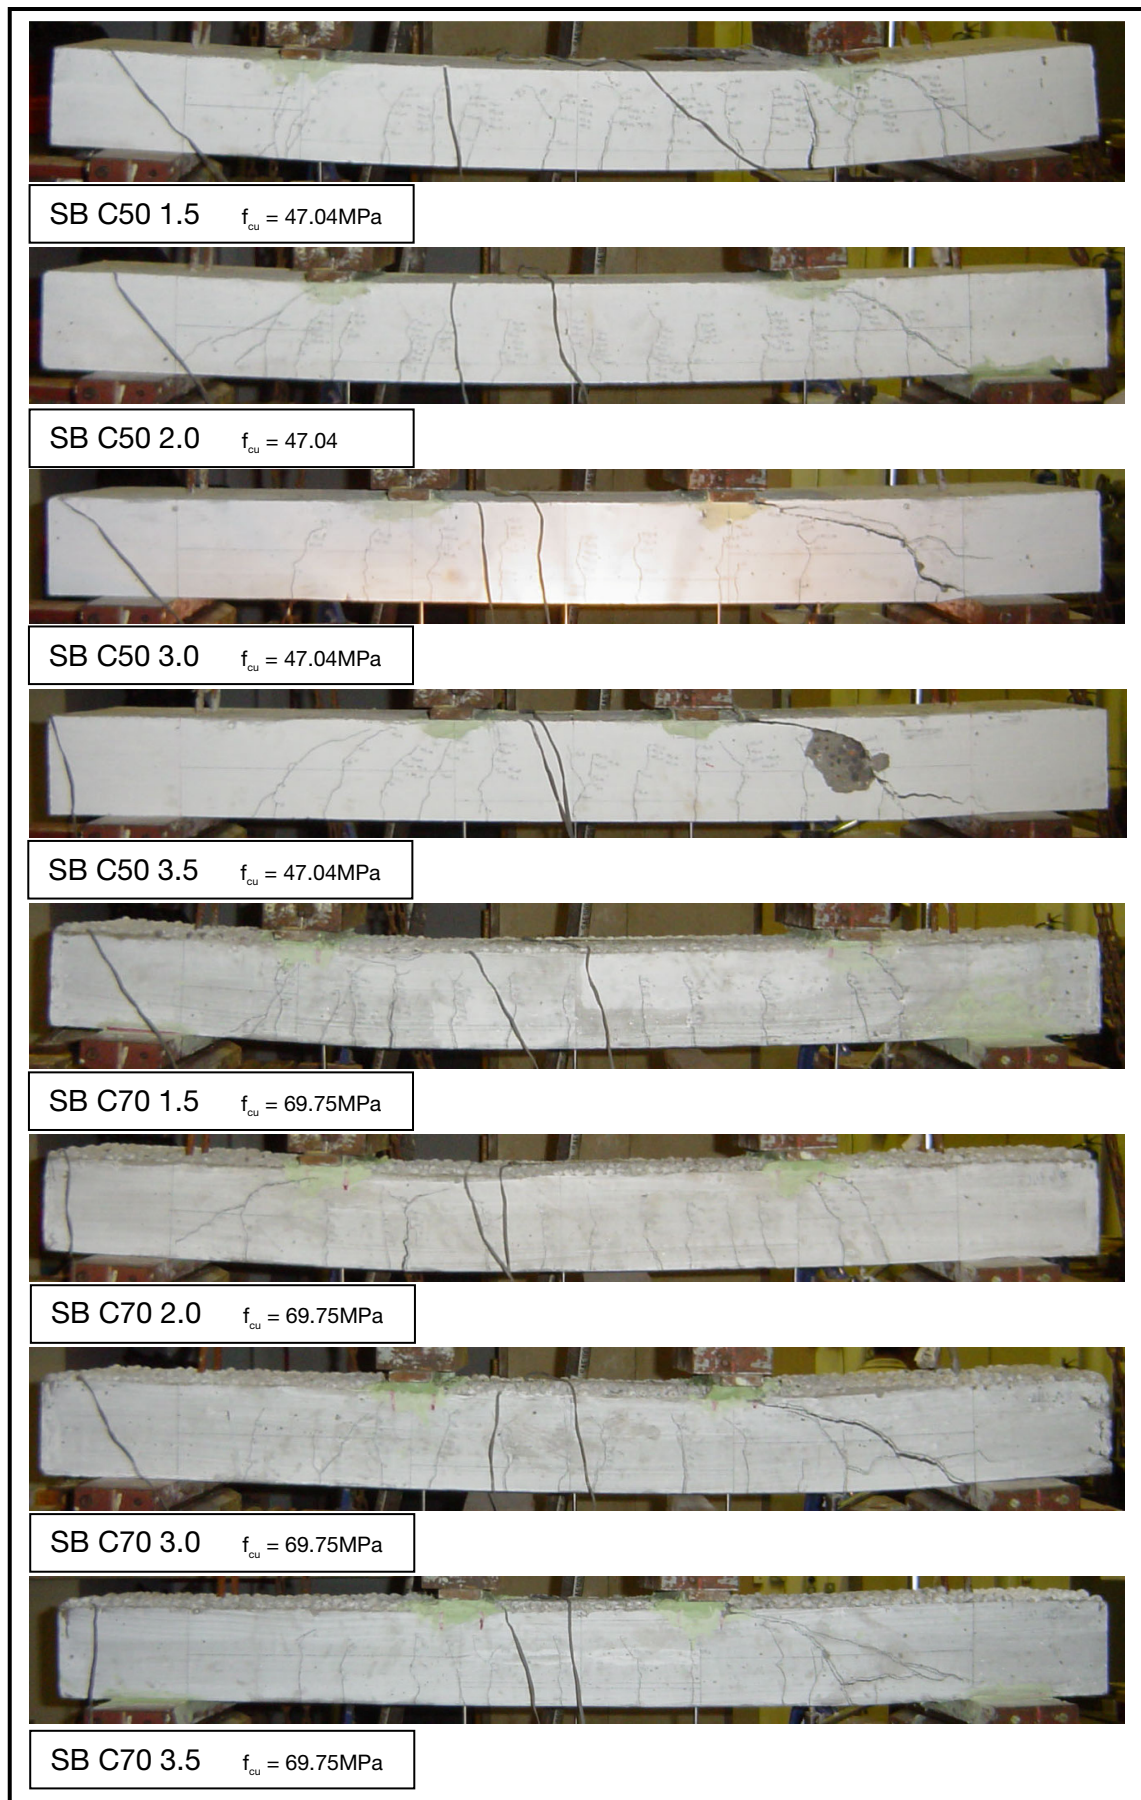 SB C50 1.5 f_cu = 47.04MPa
SB C50 2.0 f_cu = 47.04
SB C50 3.0 f_cu = 47.04MPa
SB C50 3.5 f_cu = 47.04MPa
SB C70 1.5 f_cu = 69.75MPa
SB C70 2.0 f_cu = 69.75MPa
SB C70 3.0 f_cu = 69.75MPa
SB C70 3.5 f_cu = 69.75MPa